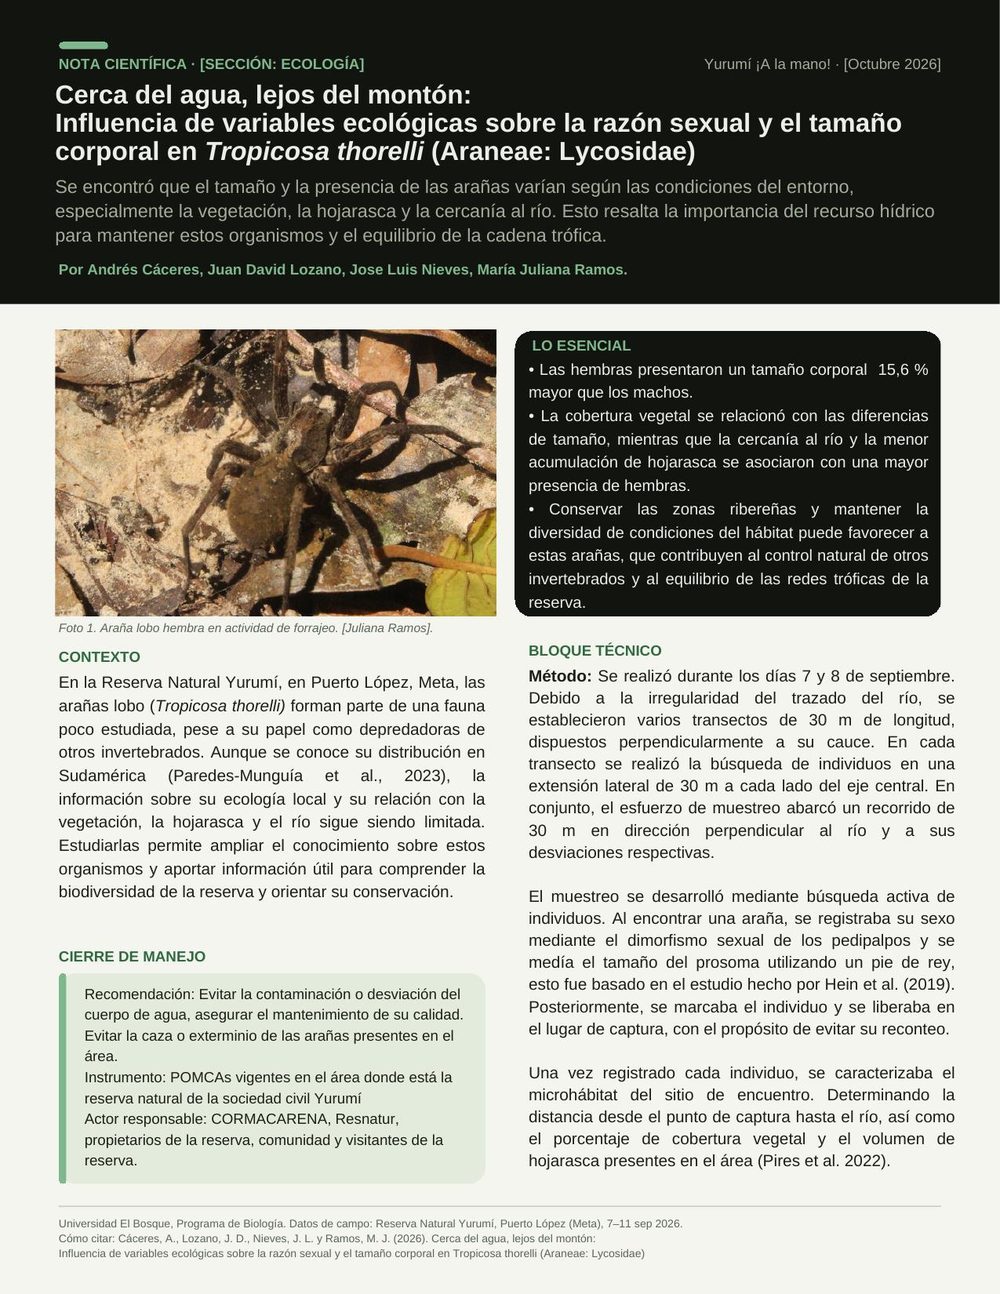 NOTA CIENTÍFICA · [SECCIÓN: ECOLOGÍA]
Yurumí ¡A la mano! · [Octubre 2026]
Cerca del agua, lejos del montón:
Influencia de variables ecológicas sobre la razón sexual y el tamaño
corporal en Tropicosa thorelli (Araneae: Lycosidae)
Se encontró que el tamaño y la presencia de las arañas varían según las condiciones del entorno,
especialmente la vegetación, la hojarasca y la cercanía al río. Esto resalta la importancia del recurso hídrico
para mantener estos organismos y el equilibrio de la cadena trófica.
Por Andrés Cáceres, Juan David Lozano, Jose Luis Nieves, María Juliana Ramos.
Foto 1. Araña lobo hembra en actividad de forrajeo. [Juliana Ramos].
CONTEXTO
En la Reserva Natural Yurumí, en Puerto López, Meta, las
arañas lobo (Tropicosa thorelli) forman parte de una fauna
poco estudiada, pese a su papel como depredadoras de
otros invertebrados. Aunque se conoce su distribución en
Sudamérica (Paredes-Munguía et al., 2023), la
información sobre su ecología local y su relación con la
vegetación, la hojarasca y el río sigue siendo limitada.
Estudiarlas permite ampliar el conocimiento sobre estos
organismos y aportar información útil para comprender la
biodiversidad de la reserva y orientar su conservación.
CIERRE DE MANEJO
Recomendación: Evitar la contaminación o desviación del
cuerpo de agua, asegurar el mantenimiento de su calidad.
Evitar la caza o exterminio de las arañas presentes en el
área.
Instrumento: POMCAs vigentes en el área donde está la
reserva natural de la sociedad civil Yurumí
Actor responsable: CORMACARENA, Resnatur,
propietarios de la reserva, comunidad y visitantes de la
reserva.
LO ESENCIAL
• Las hembras presentaron un tamaño corporal 15,6 %
mayor que los machos.
• La cobertura vegetal se relacionó con las diferencias
de tamaño, mientras que la cercanía al río y la menor
acumulación de hojarasca se asociaron con una mayor
presencia de hembras.
• Conservar las zonas ribereñas y mantener la
diversidad de condiciones del hábitat puede favorecer a
estas arañas, que contribuyen al control natural de otros
invertebrados y al equilibrio de las redes tróficas de la
reserva.
BLOQUE TÉCNICO
Método: Se realizó durante los días 7 y 8 de septiembre.
Debido a la irregularidad del trazado del río, se
establecieron varios transectos de 30 m de longitud,
dispuestos perpendicularmente a su cauce. En cada
transecto se realizó la búsqueda de individuos en una
extensión lateral de 30 m a cada lado del eje central. En
conjunto, el esfuerzo de muestreo abarcó un recorrido de
30 m en dirección perpendicular al río y a sus
desviaciones respectivas.
El muestreo se desarrolló mediante búsqueda activa de
individuos. Al encontrar una araña, se registraba su sexo
mediante el dimorfismo sexual de los pedipalpos y se
medía el tamaño del prosoma utilizando un pie de rey,
esto fue basado en el estudio hecho por Hein et al. (2019).
Posteriormente, se marcaba el individuo y se liberaba en
el lugar de captura, con el propósito de evitar su reconteo.
Una vez registrado cada individuo, se caracterizaba el
microhábitat del sitio de encuentro. Determinando la
distancia desde el punto de captura hasta el río, así como
el porcentaje de cobertura vegetal y el volumen de
hojarasca presentes en el área (Pires et al. 2022).
Universidad El Bosque, Programa de Biología. Datos de campo: Reserva Natural Yurumí, Puerto López (Meta), 7–11 sep 2026.
Cómo citar: Cáceres, A., Lozano, J. D., Nieves, J. L. y Ramos, M. J. (2026). Cerca del agua, lejos del montón:
Influencia de variables ecológicas sobre la razón sexual y el tamaño corporal en Tropicosa thorelli (Araneae: Lycosidae)